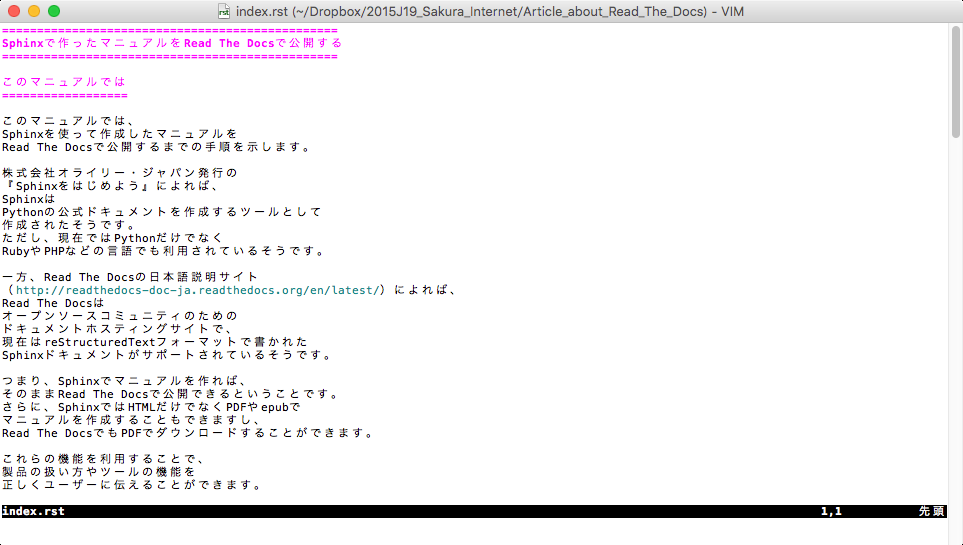 index.rst (~/Dropbox/2015J19_Sakura_Internet/Article_about_Read_The_Docs) - VIM
================================================
Sphinxで作ったマニュアルをRead The Docsで公開する
================================================
このマニュアルでは
==================
このマニュアルでは、
Sphinxを使って作成したマニュアルを
Read The Docsで公開するまでの手順を示します。
株式会社オライリー・ジャパン発行の
『Sphinxをはじめよう』によれば、
Sphinxは
Pythonの公式ドキュメントを作成するツールとして
作成されたそうです。
ただし、現在ではPythonだけでなく
RubyやPHPなどの言語でも利用されているそうです。
一方、Read The Docsの日本語説明サイト
（http://readthedocs-doc-ja.readthedocs.org/en/latest/）によれば、
Read The Docsは
オープンソースコミュニティのための
ドキュメントホスティングサイトで、
現在はreStructuredTextフォーマットで書かれた
Sphinxドキュメントがサポートされているそうです。
つまり、Sphinxでマニュアルを作れば、
そのままRead The Docsで公開できるということです。
さらに、SphinxではHTMLだけでなくPDFやepubで
マニュアルを作成することもできますし、
Read The DocsでもPDFでダウンロードすることができます。
これらの機能を利用することで、
製品の扱い方やツールの機能を
正しくユーザーに伝えることができます。
index.rst 1,1 先頭